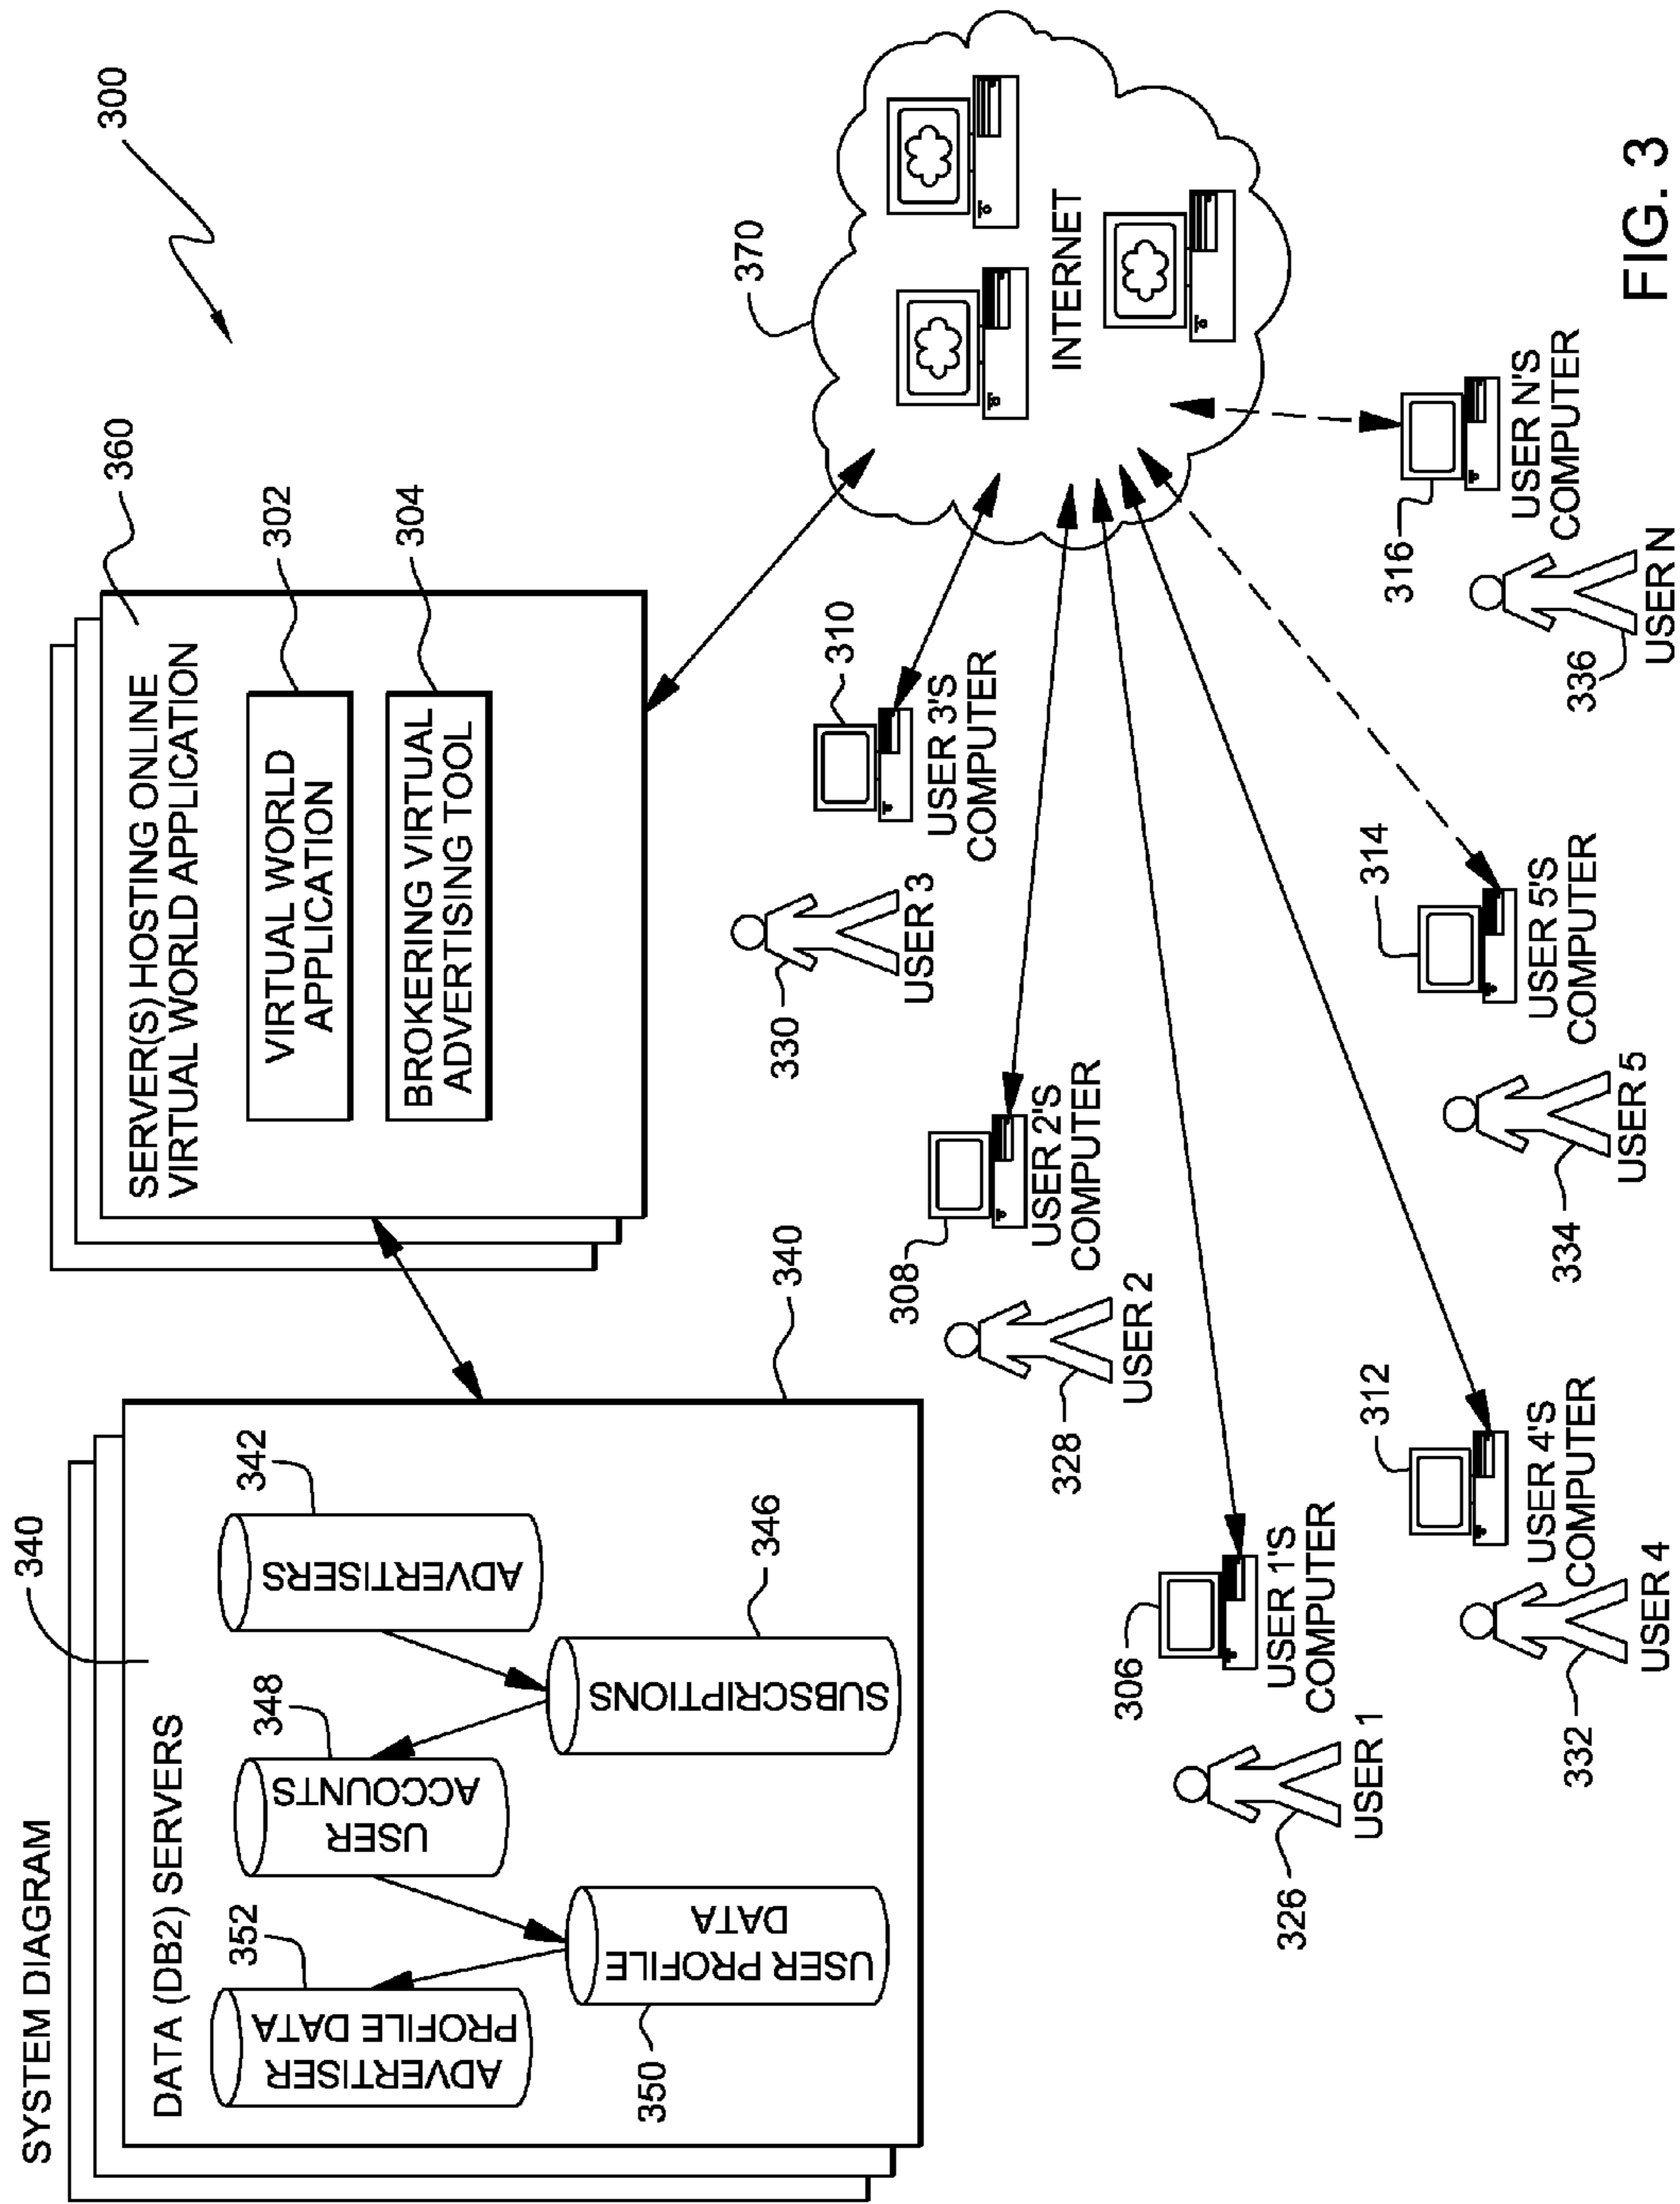 SYSTEM DIAGRAM
300
340
DATA (DB2) SERVERS
352
ADVERTISER
PROFILE DATA
348
USER
ACCOUNTS
342
ADVERTISERS
350
USER PROFILE
DATA
346
SUBSCRIPTIONS
340
360
SERVER(S) HOSTING ONLINE
VIRTUAL WORLD APPLICATION
302
VIRTUAL WORLD
APPLICATION
304
BROKERING VIRTUAL
ADVERTISING TOOL
370
INTERNET
310
USER 3'S
COMPUTER
330
USER 3
308
USER 2'S
COMPUTER
328
USER 2
306
USER 1'S
COMPUTER
326
USER 1
312
USER 4'S
COMPUTER
332
USER 4
314
USER 5'S
COMPUTER
334
USER 5
316
USER N'S
COMPUTER
336
USER N
FIG. 3